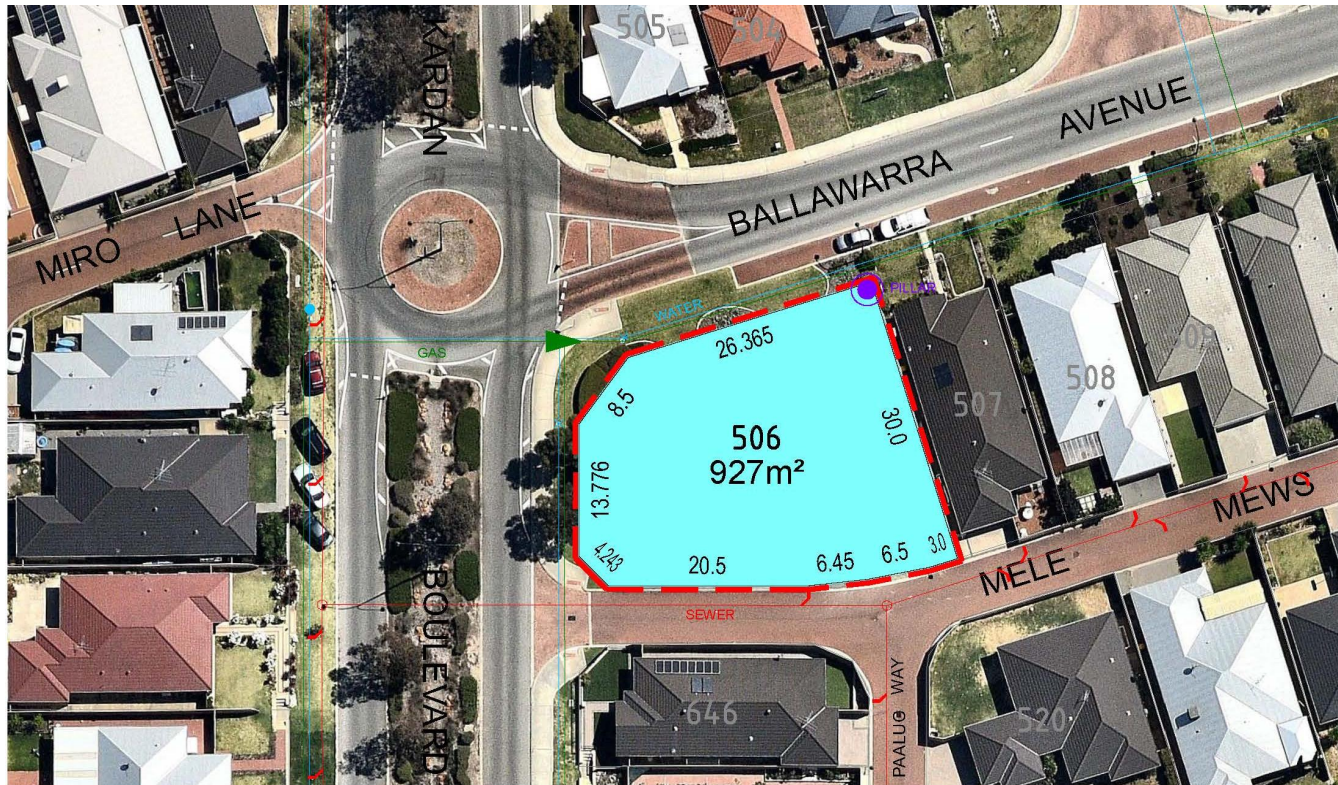 505
504
KARDAN
BALLAWARRA AVENUE
MIRO LANE
WATER
PILLAR
GAS
26.365
8.5
506
927m²
30.0
507
508
509
13.776
4.243
20.5
6.45
6.5
3.0
MELE MEWS
SEWER
BOULEVARD
646
PAALUO WAY
520